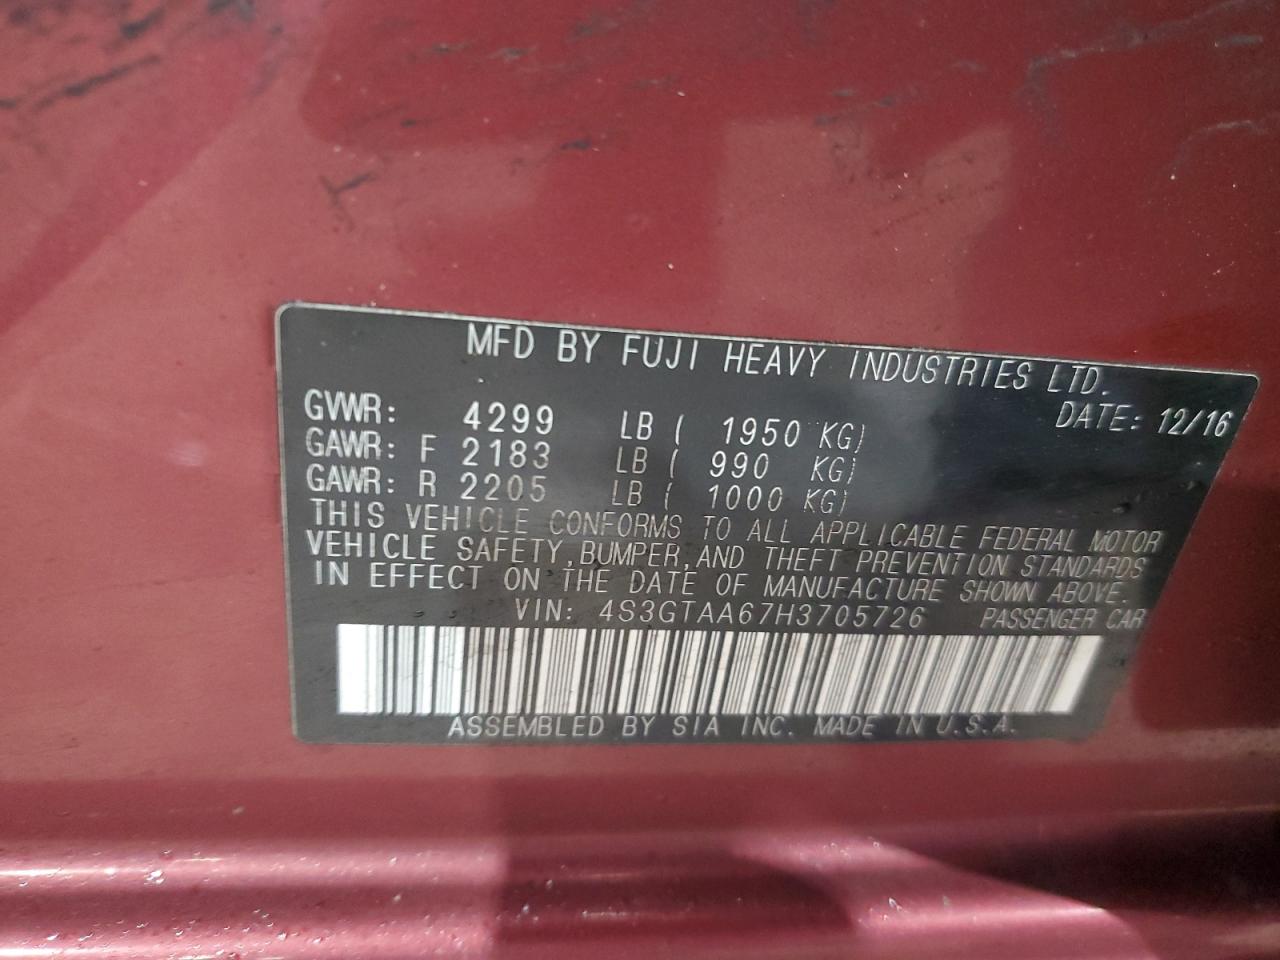 MFD BY FUJI HEAVY INDUSTRIES LTD.
DATE: 12/16
GVWR: 4299 LB ( 1950 KG)
GAWR: F 2183 LB ( 990 KG)
GAWR: R 2205 LB ( 1000 KG)
THIS VEHICLE CONFORMS TO ALL APPLICABLE FEDERAL MOTOR
VEHICLE SAFETY, BUMPER, AND THEFT PREVENTION STANDARDS
IN EFFECT ON THE DATE OF MANUFACTURE SHOWN ABOVE.
VIN: 4S3GTAA67H3705726 PASSENGER CAR
ASSEMBLED BY SIA INC. MADE IN U.S.A.